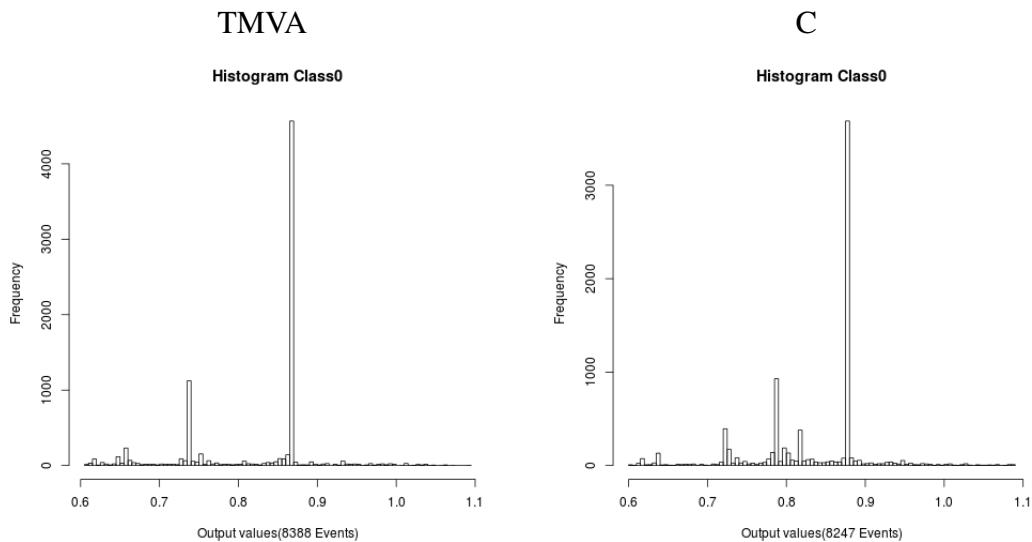 TMVA
Histogram Class0
Frequency
0
1000
2000
3000
4000
0.6 0.7 0.8 0.9 1.0 1.1
Output values(8388 Events)
C
Histogram Class0
Frequency
0
1000
2000
3000
0.6 0.7 0.8 0.9 1.0 1.1
Output values(8247 Events)